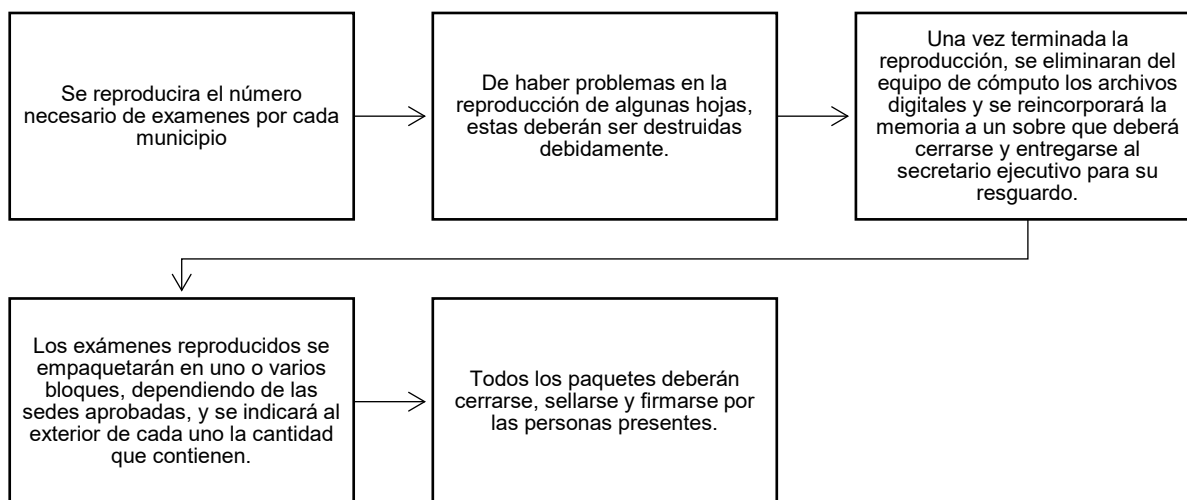 Se reproducira el número
necesario de examenes por cada
municipio
De haber problemas en la
reproducción de algunas hojas,
estas deberán ser destruidas
debidamente.
Una vez terminada la
reproducción, se eliminaran del
equipo de cómputo los archivos
digitales y se reincorporará la
memoria a un sobre que deberá
cerrarse y entregarse al
secretario ejecutivo para su
resguardo.
Los exámenes reproducidos se
empaquetarán en uno o varios
bloques, dependiendo de las
sedes aprobadas, y se indicará al
exterior de cada uno la cantidad
que contienen.
Todos los paquetes deberán
cerrarse, sellarse y firmarse por
las personas presentes.